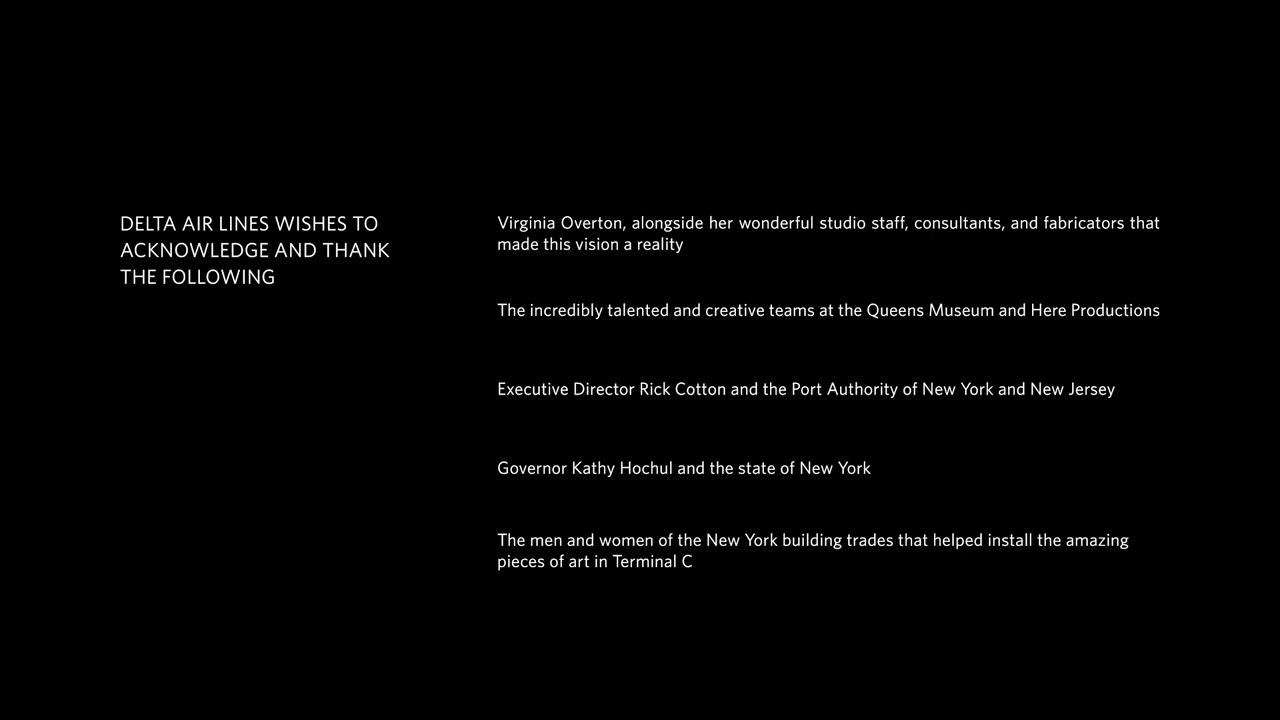 DELTA AIR LINES WISHES TO
ACKNOWLEDGE AND THANK
THE FOLLOWING
Virginia Overton, alongside her wonderful studio staff, consultants, and fabricators that
made this vision a reality
The incredibly talented and creative teams at the Queens Museum and Here Productions
Executive Director Rick Cotton and the Port Authority of New York and New Jersey
Governor Kathy Hochul and the state of New York
The men and women of the New York building trades that helped install the amazing
pieces of art in Terminal C